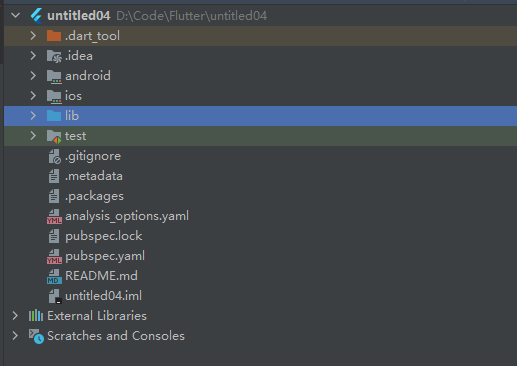 untitled04 D:\Code\Flutter\untitled04
.dart_tool
.idea
android
ios
lib
test
.gitignore
.metadata
.packages
analysis_options.yaml
pubspec.lock
pubspec.yaml
README.md
untitled04.iml
External Libraries
Scratches and Consoles